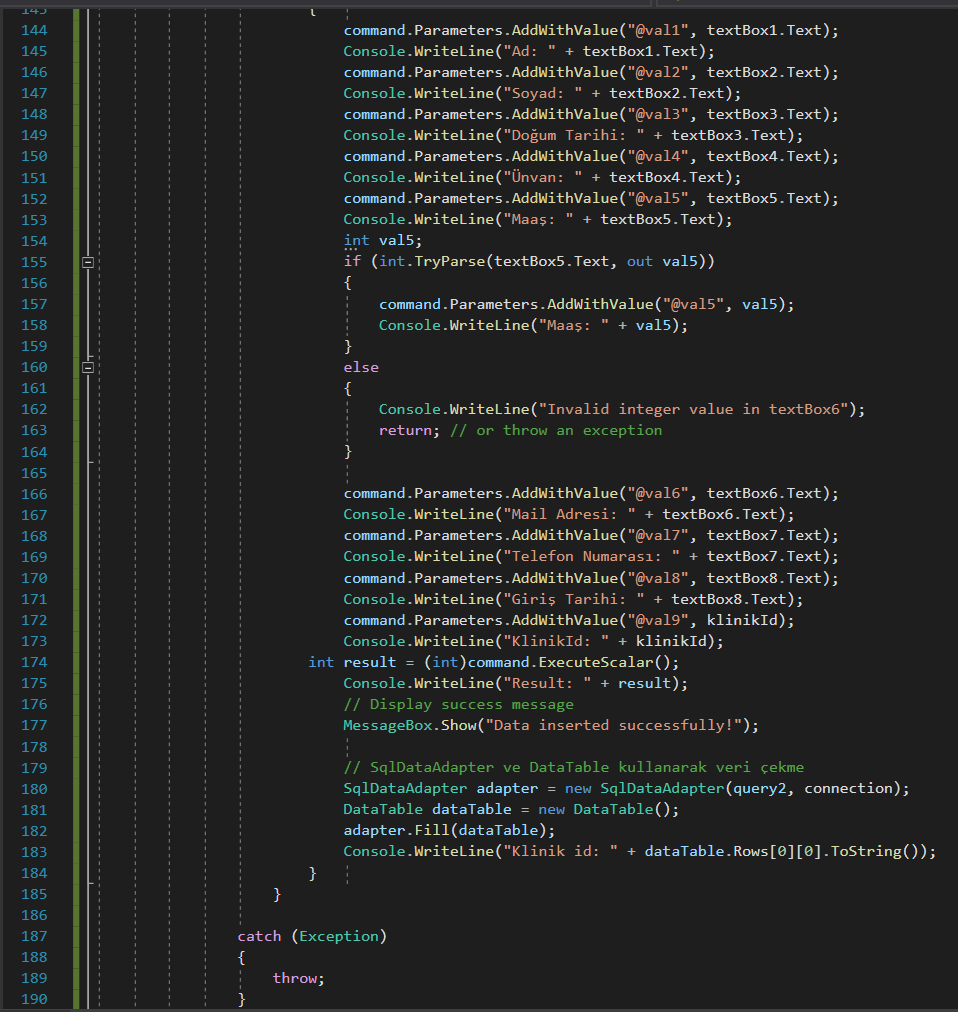 143 {
144 command.Parameters.AddWithValue("@val1", textBox1.Text);
145 Console.WriteLine("Ad: " + textBox1.Text);
146 command.Parameters.AddWithValue("@val2", textBox2.Text);
147 Console.WriteLine("Soyad: " + textBox2.Text);
148 command.Parameters.AddWithValue("@val3", textBox3.Text);
149 Console.WriteLine("Doğum Tarihi: " + textBox3.Text);
150 command.Parameters.AddWithValue("@val4", textBox4.Text);
151 Console.WriteLine("Ünvan: " + textBox4.Text);
152 command.Parameters.AddWithValue("@val5", textBox5.Text);
153 Console.WriteLine("Maaş: " + textBox5.Text);
154 int val5;
155 if (int.TryParse(textBox5.Text, out val5))
156 {
157 command.Parameters.AddWithValue("@val5", val5);
158 Console.WriteLine("Maaş: " + val5);
159 }
160 else
161 {
162 Console.WriteLine("Invalid integer value in textBox6");
163 return; // or throw an exception
164 }
165
166 command.Parameters.AddWithValue("@val6", textBox6.Text);
167 Console.WriteLine("Mail Adresi: " + textBox6.Text);
168 command.Parameters.AddWithValue("@val7", textBox7.Text);
169 Console.WriteLine("Telefon Numarası: " + textBox7.Text);
170 command.Parameters.AddWithValue("@val8", textBox8.Text);
171 Console.WriteLine("Giriş Tarihi: " + textBox8.Text);
172 command.Parameters.AddWithValue("@val9", klinikId);
173 Console.WriteLine("KlinikId: " + klinikId);
174 int result = (int)command.ExecuteScalar();
175 Console.WriteLine("Result: " + result);
176 // Display success message
177 MessageBox.Show("Data inserted successfully!");
178
179 // SqlDataAdapter ve DataTable kullanarak veri çekme
180 SqlDataAdapter adapter = new SqlDataAdapter(query2, connection);
181 DataTable dataTable = new DataTable();
182 adapter.Fill(dataTable);
183 Console.WriteLine("Klinik id: " + dataTable.Rows[0][0].ToString());
184 }
185 }
186
187 catch (Exception)
188 {
189 throw;
190 }